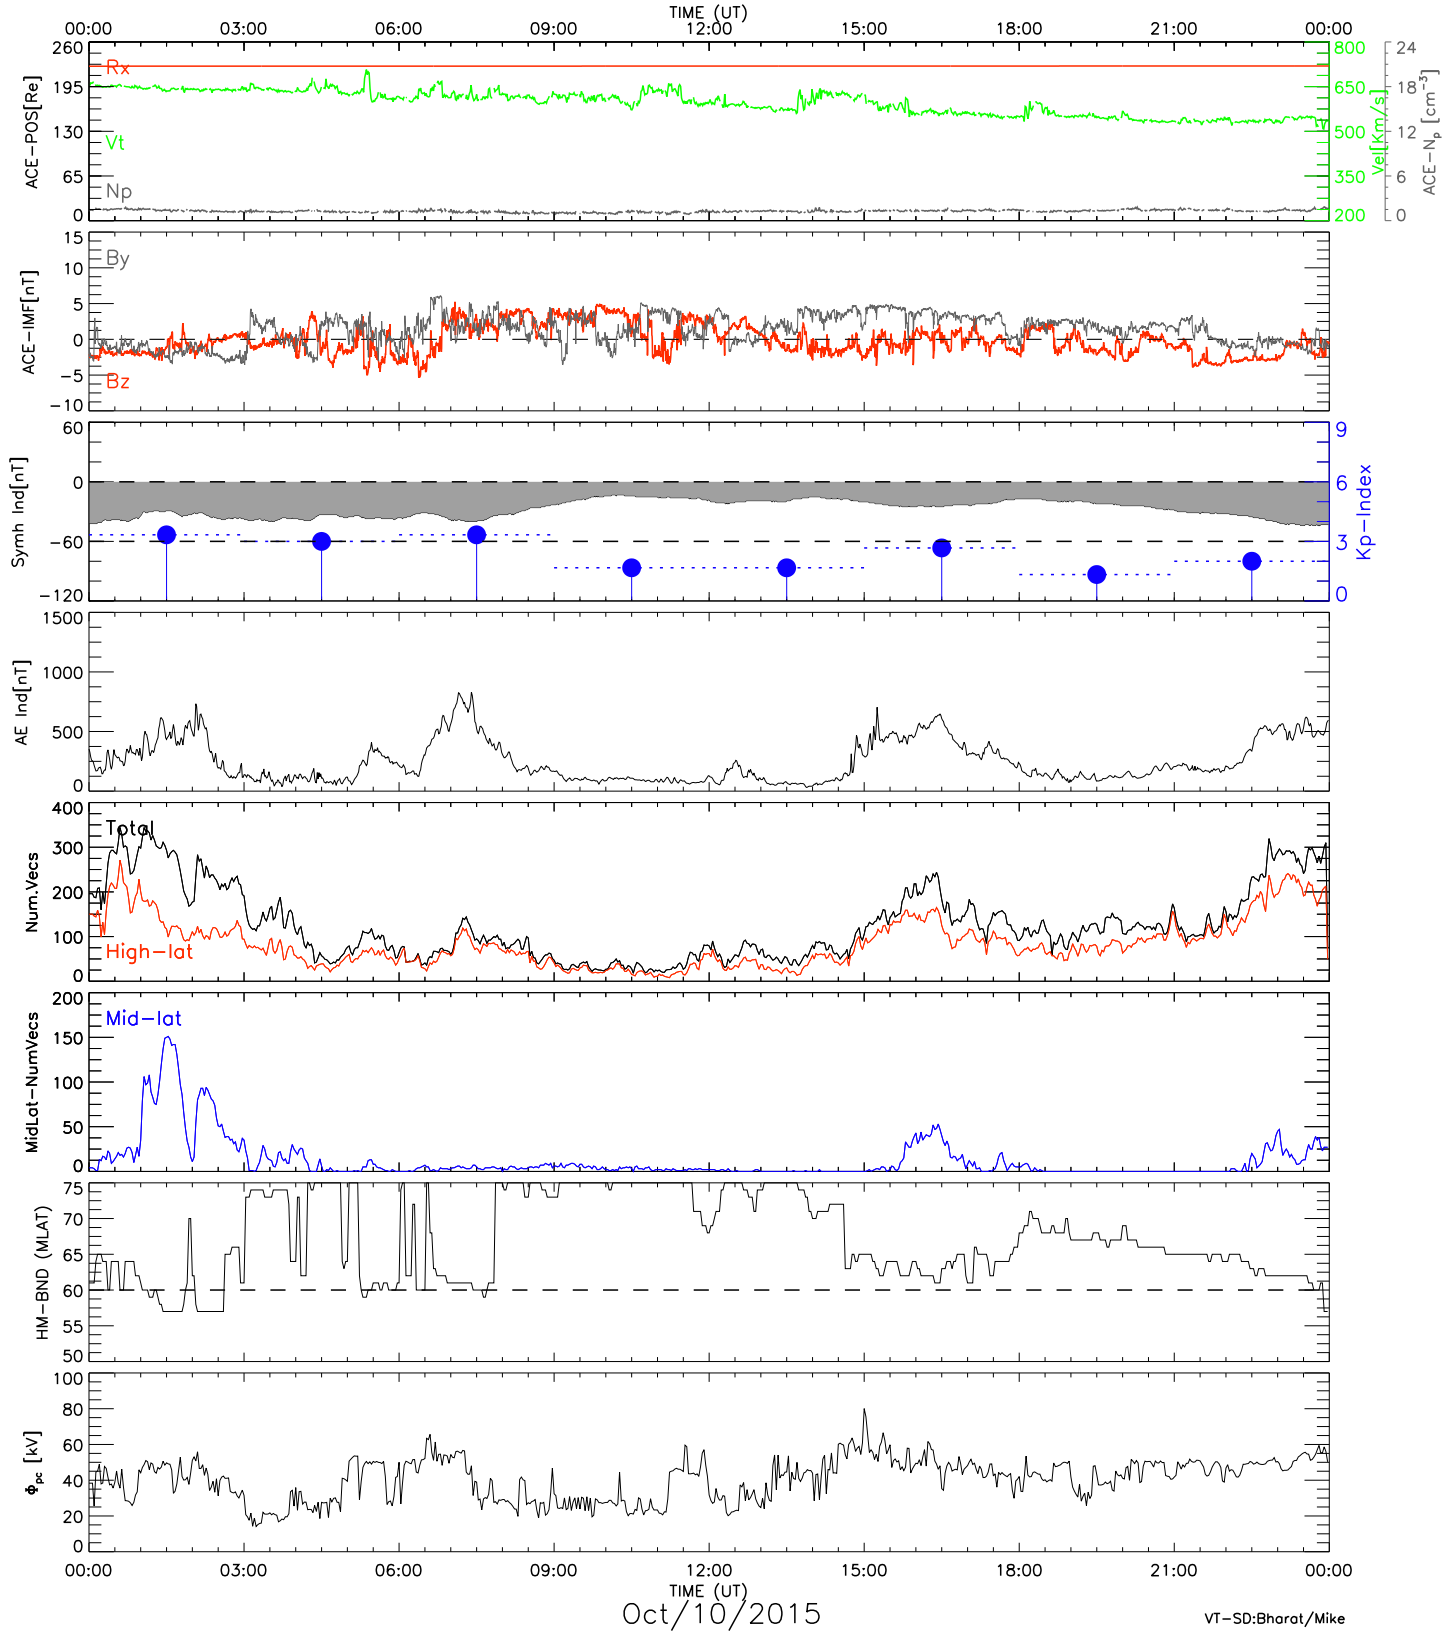 TIME (UT)
00:00 03:00 06:00 09:00 12:00 15:00 18:00 21:00 00:00
ACE-POS[Re]
260
195
130
65
0
Rx
Vt
Np
800
650
500
350
200
Vel[Km/s]
24
18
12
6
0
ACE-Np [cm⁻³]
ACE-IMF[nT]
15
10
5
0
-5
-10
By
Bz
Symh Ind[nT]
60
0
-60
-120
9
6
3
0
Kp-Index
AE Ind[nT]
1500
1000
500
0
Num.Vecs
400
300
200
100
0
Total
High-lat
MidLat-NumVecs
200
150
100
50
0
Mid-lat
HM-BND (MLAT)
75
70
65
60
55
50
Φpc [kV]
100
80
60
40
20
0
00:00 03:00 06:00 09:00 12:00 15:00 18:00 21:00 00:00
TIME (UT)
Oct/10/2015
VT-SD:Bharat/Mike